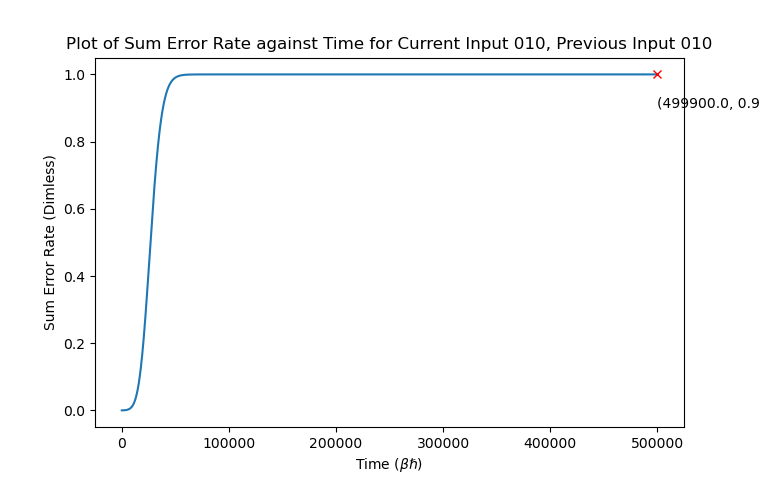 Plot of Sum Error Rate against Time for Current Input 010, Previous Input 010
1.0
(499900.0, 0.9
0.8
Sum Error Rate (Dimless)
0.6
0.4
0.2
0.0
0 100000 200000 300000 400000 500000
Time (βħ)